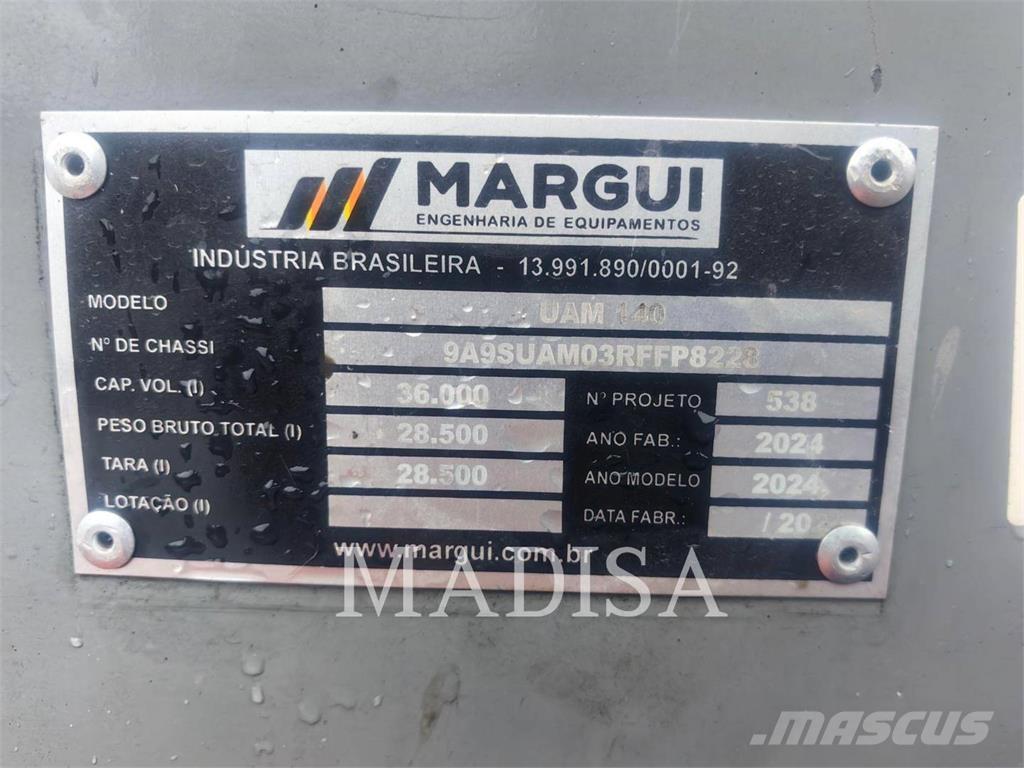 MARGUI
ENGENHARIA DE EQUIPAMENTOS
INDÚSTRIA BRASILEIRA - 13.991.890/0001-92
MODELO UAM 140
Nº DE CHASSI 9A9SUAM03RFFP8228
CAP. VOL. (l) 36.000 Nº PROJETO 538
PESO BRUTO TOTAL (l) 28.500 ANO FAB.: 2024
TARA (l) 28.500 ANO MODELO 2024
LOTAÇÃO (l) DATA FABR.: / 202
www.margui.com.br
MADISA
MASCUS